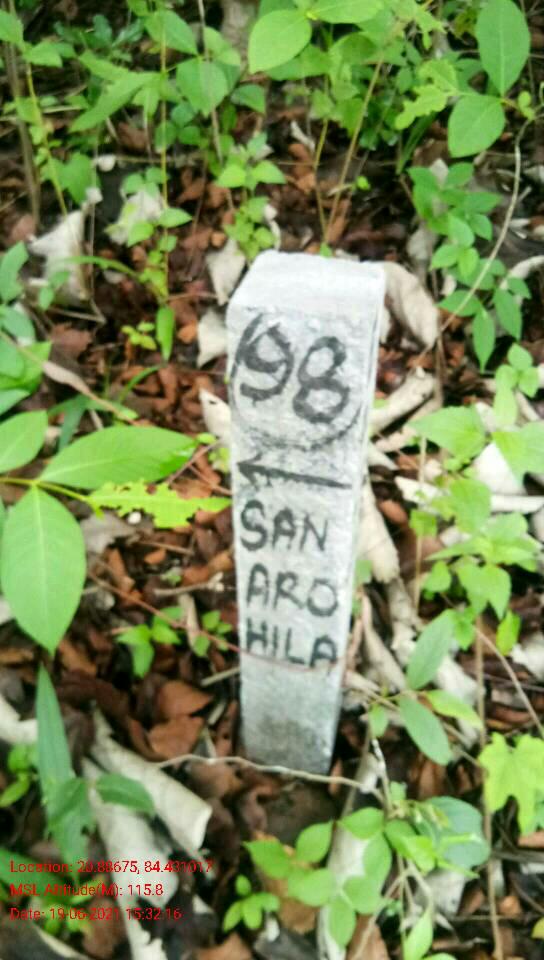 98
SAN
ARO
HILA
Location: 20.88675, 84.431017
MSL Altitude(M): 115.8
Date: 19-06-2021 15:32:16